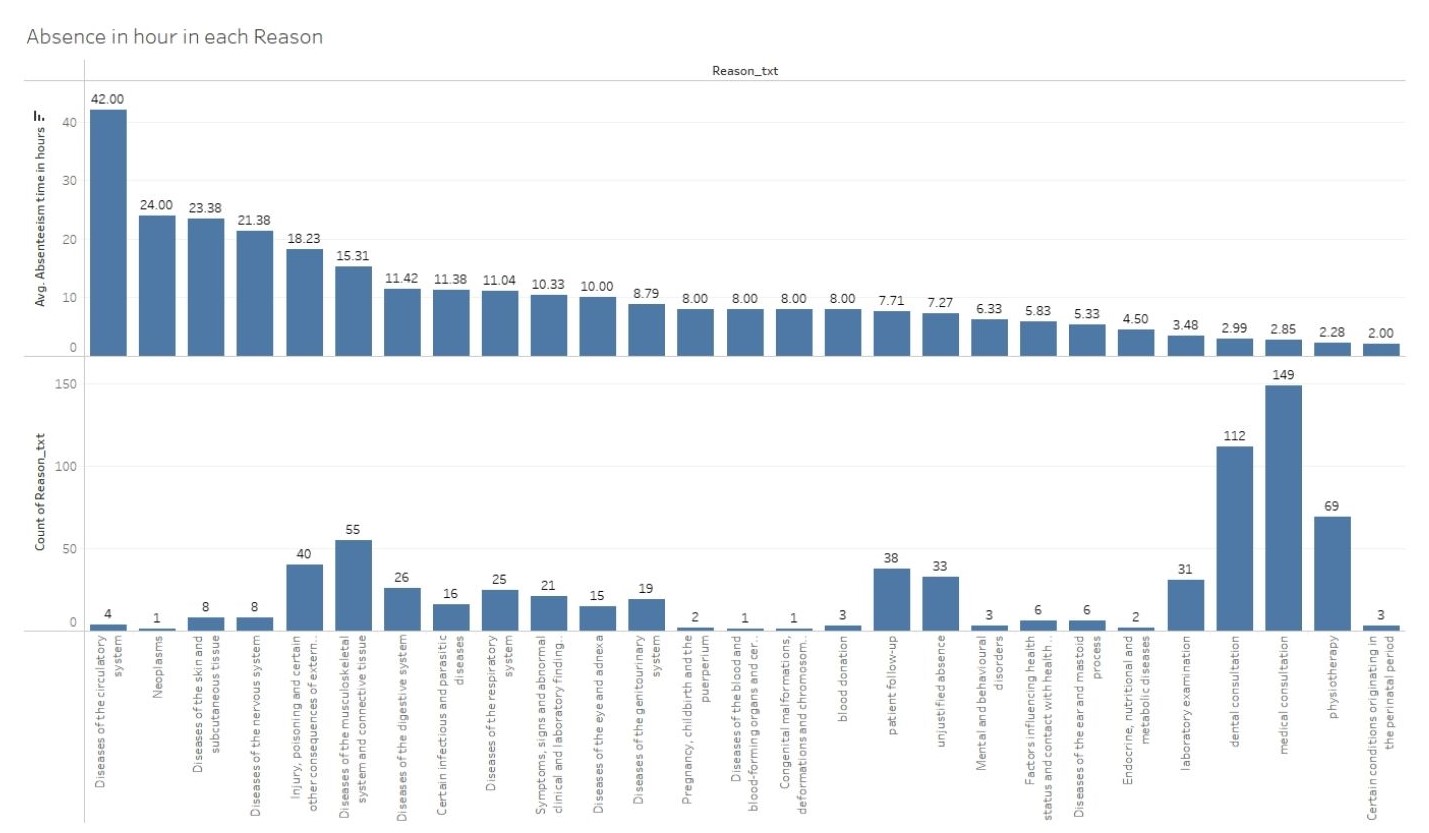 Absence in hour in each Reason
Reason_txt
Avg. Absenteeism time in hours
40
30
20
10
0
42.00
24.00
23.38
21.38
18.23
15.31
11.42
11.38
11.04
10.33
10.00
8.79
8.00
8.00
8.00
8.00
7.71
7.27
6.33
5.83
5.33
4.50
3.48
2.99
2.85
2.28
2.00
Count of Reason_txt
150
100
50
0
4
1
8
8
40
55
26
16
25
21
15
19
2
1
1
3
38
33
3
6
6
2
31
112
149
69
3
Diseases of the circulatory
system
Neoplasms
Diseases of the skin and
subcutaneous tissue
Diseases of the nervous system
Injury, poisoning and certain
other consequences of extern..
Diseases of the musculoskeletal
system and connective tissue
Diseases of the digestive system
Certain infectious and parasitic
diseases
Diseases of the respiratory
system
Symptoms, signs and abnormal
clinical and laboratory finding..
Diseases of the eye and adnexa
Diseases of the genitourinary
system
Pregnancy, childbirth and the
puerperium
Diseases of the blood and
blood-forming organs and cer..
Congenital malformations,
deformations and chromosom..
blood donation
patient follow-up
unjustified absence
Mental and behavioural
disorders
Factors influencing health
status and contact with health ..
Diseases of the ear and mastoid
process
Endocrine, nutritional and
metabolic diseases
laboratory examination
dental consultation
medical consultation
physiotherapy
Certain conditions originating in
the perinatal period